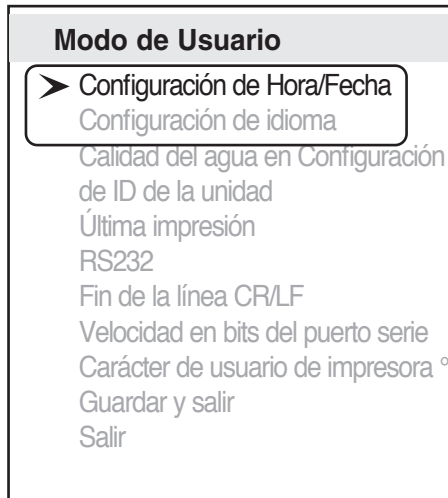 Modo de Usuario
➤ Configuración de Hora/Fecha
Configuración de idioma
Calidad del agua en Configuración
de ID de la unidad
Última impresión
RS232
Fin de la línea CR/LF
Velocidad en bits del puerto serie
Carácter de usuario de impresora °
Guardar y salir
Salir